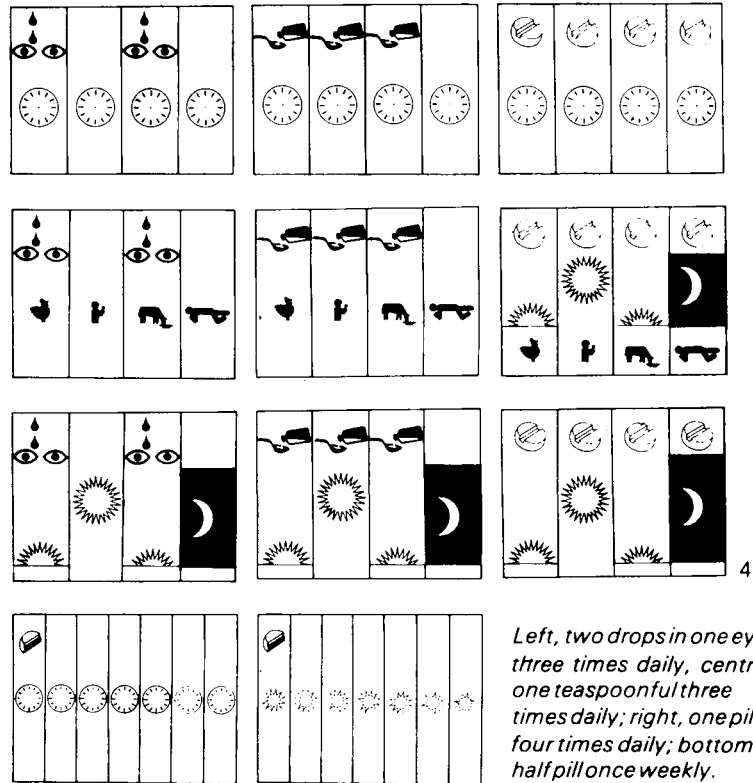 4
Left, two drops in one ey
three times daily, centr
one teaspoonful three
times daily; right, one pil
four times daily; bottom
half pill once weekly.